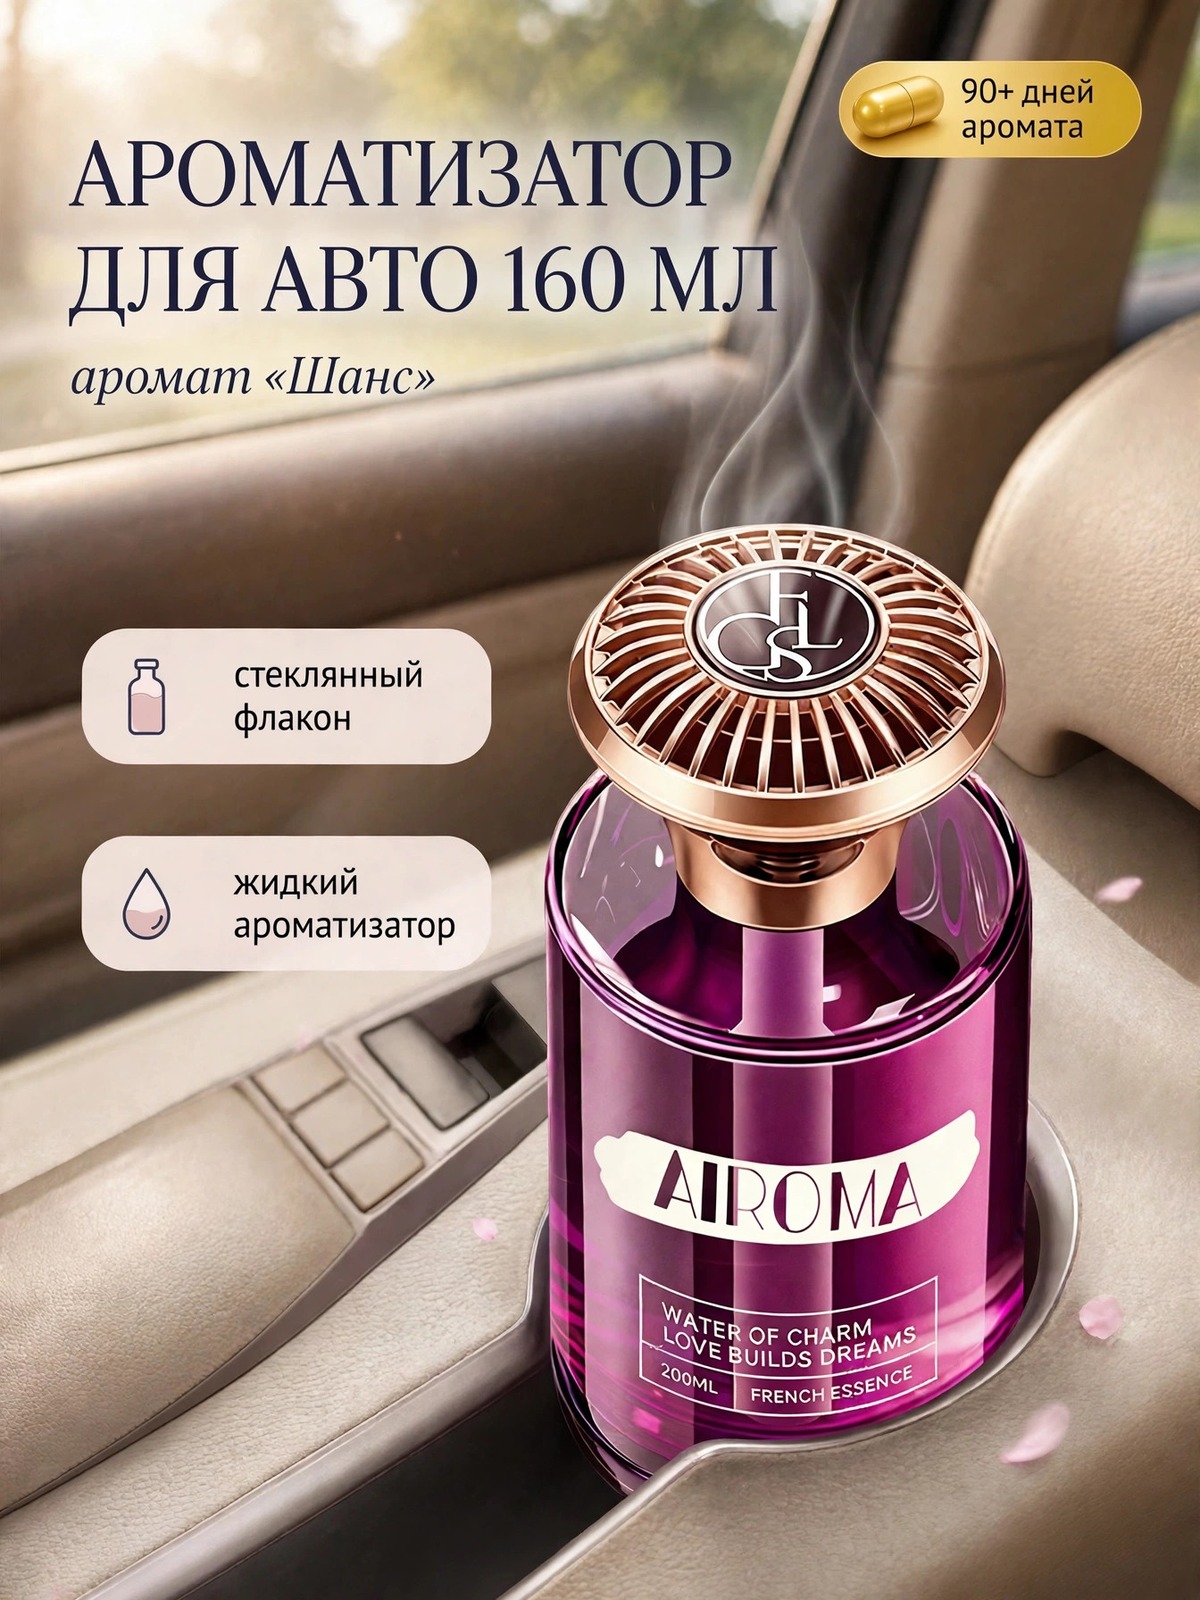 90+ дней
аромата
АРОМАТИЗАТОР
ДЛЯ АВТО 160 МЛ
аромат «Шанс»
стеклянный
флакон
жидкий
ароматизатор
AIROMA
WATER OF CHARM
LOVE BUILDS DREAMS
200ML
FRENCH ESSENCE